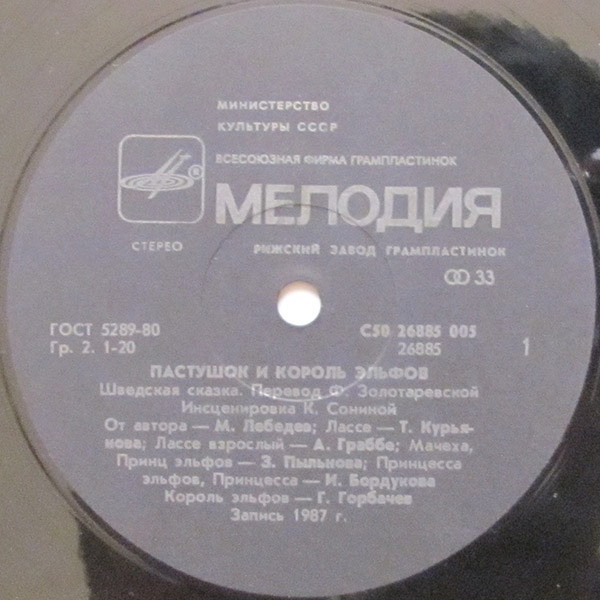 МИНИСТЕРСТВО
КУЛЬТУРЫ СССР
ВСЕСОЮЗНАЯ ФИРМА ГРАМПЛАСТИНОК
МЕЛОДИЯ
®
СТЕРЕО
РИЖСКИЙ ЗАВОД ГРАМПЛАСТИНОК
33
ГОСТ 5289-80
С50 26885 005
Гр. 2. 1-20
26885
1
ПАСТУШОК И КОРОЛЬ ЭЛЬФОВ
Шведская сказка. Перевод Ф. Золотаревской
Инсценировка К. Сониной
От автора — М. Лебедев; Лассе — Т. Курья-
нова; Лассе взрослый — А. Граббе; Мачеха,
Принц эльфов — З. Пыльнова; Принцесса
эльфов, Принцесса — И. Бордукова
Король эльфов — Г. Горбачев
Запись 1987 г.